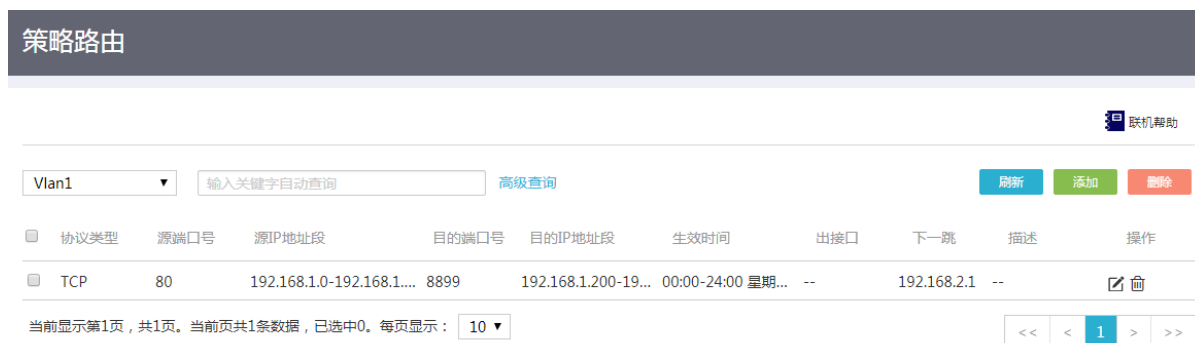 策略路由
联机帮助
Vlan1 ▼ 输入关键字自动查询 高级查询 刷新 添加 删除
协议类型 源端口号 源IP地址段 目的端口号 目的IP地址段 生效时间 出接口 下一跳 描述 操作
TCP 80 192.168.1.0-192.168.1.... 8899 192.168.1.200-19... 00:00-24:00 星期... -- 192.168.2.1 --
当前显示第1页，共1页。当前页共1条数据，已选中0。每页显示： 10 ▼ << < 1 > >>